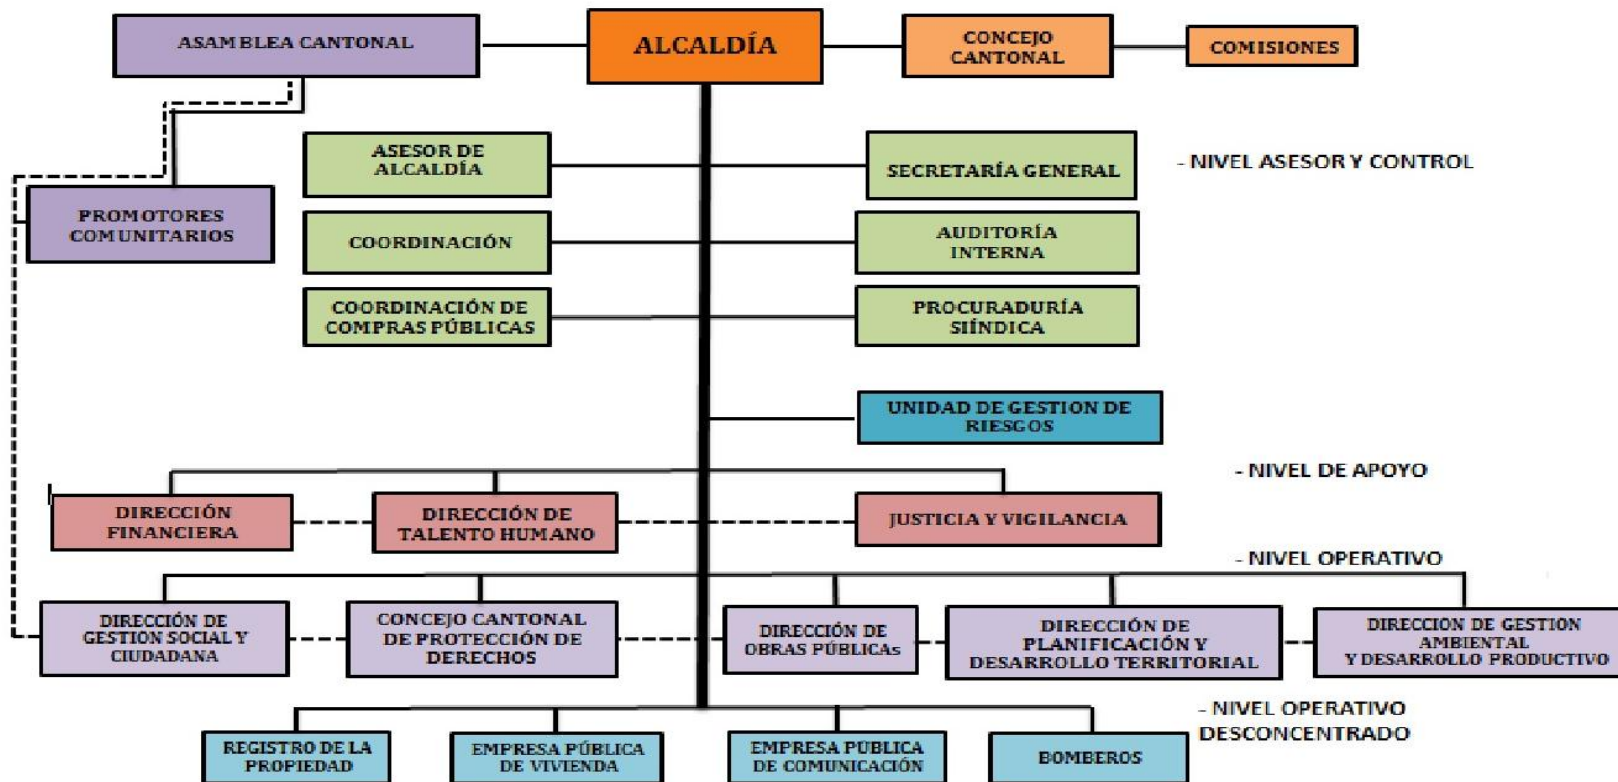 ASAMBLEA CANTONAL
ALCALDÍA
CONCEJO
CANTONAL
COMISIONES
ASESOR DE
ALCALDÍA
SECRETARÍA GENERAL
- NIVEL ASESOR Y CONTROL
PROMOTORES
COMUNITARIOS
COORDINACIÓN
AUDITORÍA
INTERNA
COORDINACIÓN DE
COMPRAS PÚBLICAS
PROCURADURÍA
SIÍNDICA
UNIDAD DE GESTION DE
RIESGOS
- NIVEL DE APOYO
DIRECCIÓN
FINANCIERA
DIRECCIÓN DE
TALENTO HUMANO
JUSTICIA Y VIGILANCIA
- NIVEL OPERATIVO
DIRECCIÓN DE
GESTIÓN SOCIAL Y
CIUDADANA
CONCEJO CANTONAL
DE PROTECCIÓN DE
DERECHOS
DIRECCIÓN DE
OBRAS PÚBLICAs
DIRECCIÓN DE
PLANIFICACIÓN Y
DESARROLLO TERRITORIAL
DIRECCIÓN DE GESTIÓN
AMBIENTAL
Y DESARROLLO PRODUCTIVO
- NIVEL OPERATIVO
DESCONCENTRADO
REGISTRO DE LA
PROPIEDAD
EMPRESA PÚBLICA
DE VIVIENDA
EMPRESA PÚBLICA
DE COMUNICACIÓN
BOMBEROS